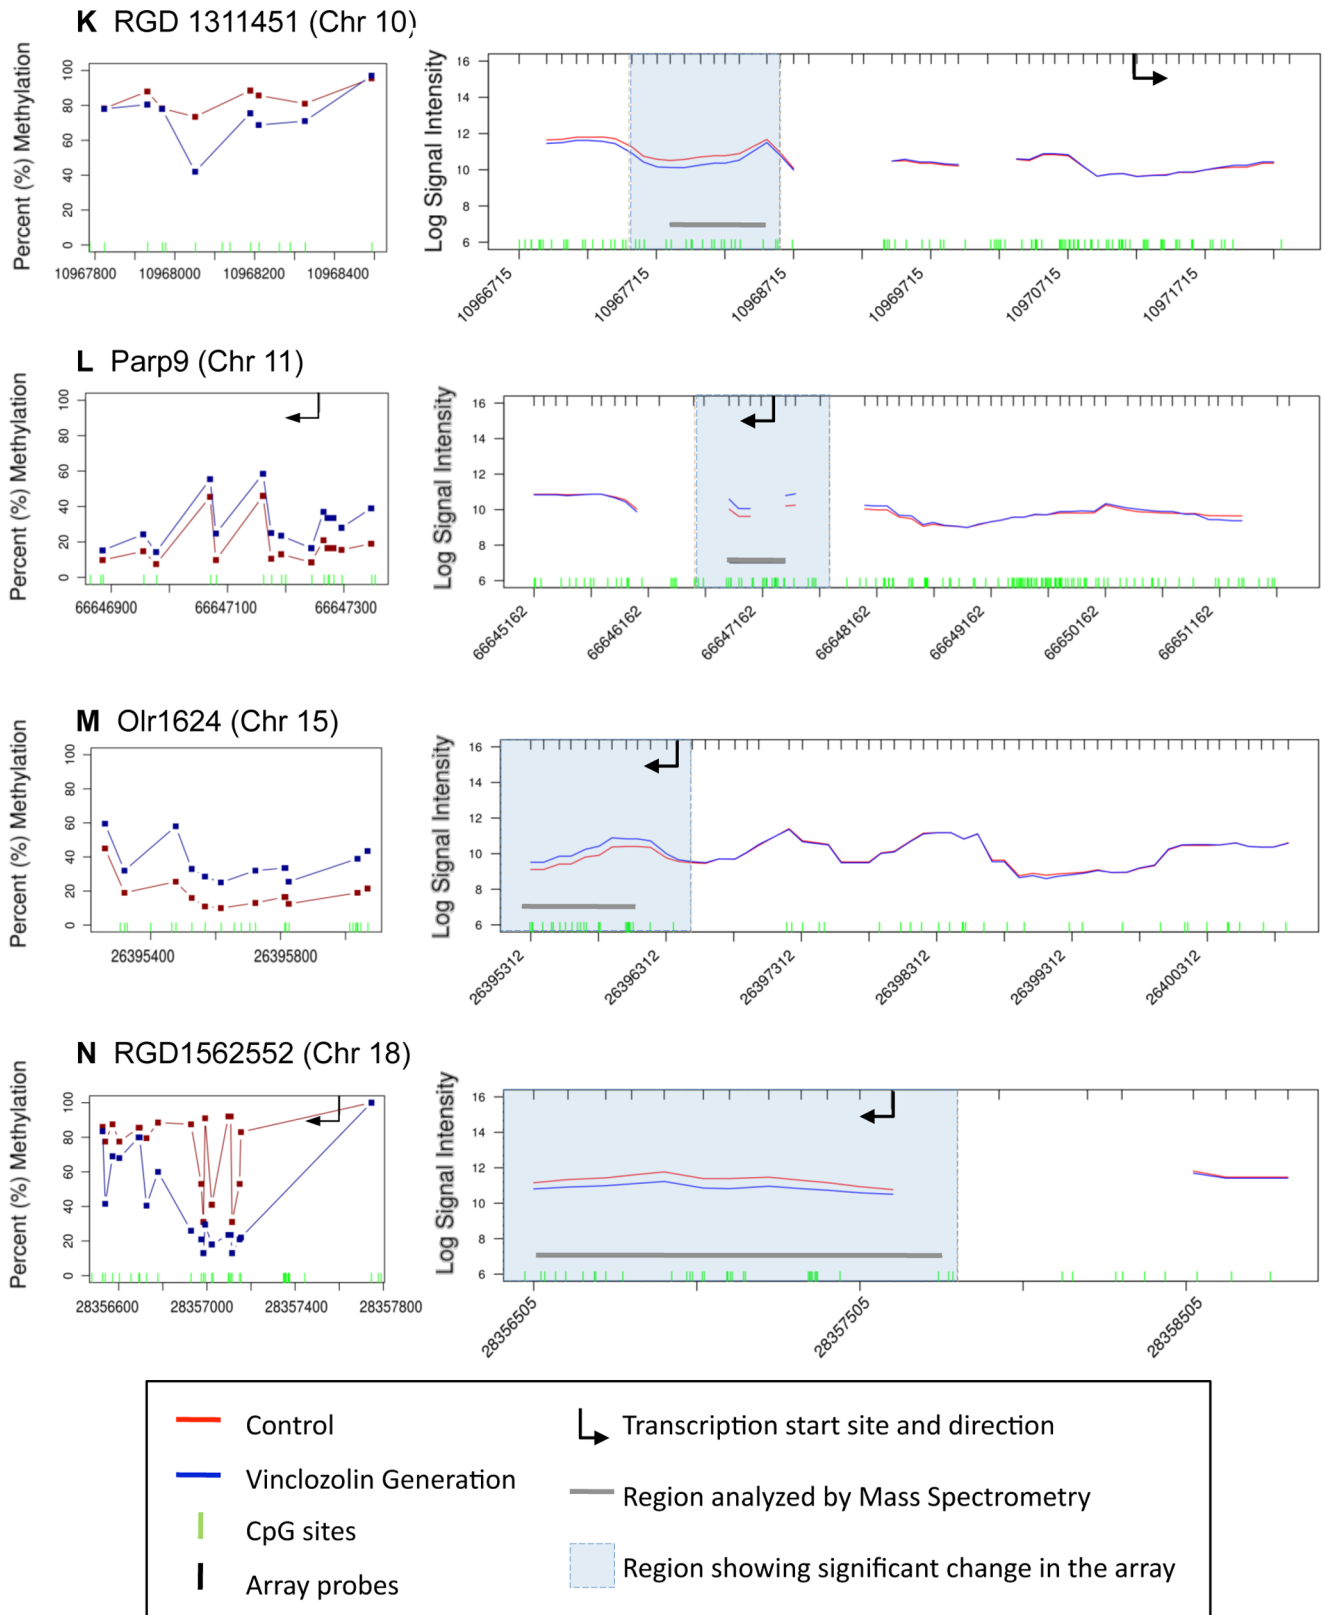 K RGD 1311451 (Chr 10)
Percent (%) Methylation
100
80
60
40
20
0
10967800 10968000 10968200 10968400
Log Signal Intensity
16
14
12
10
8
6
10966715 10967715 10968715 10969715 10970715 10971715
L Parp9 (Chr 11)
Percent (%) Methylation
100
80
60
40
20
0
66646900 66647100 66647300
Log Signal Intensity
16
14
12
10
8
6
66645162 66646162 66647162 66648162 66649162 66650162 66651162
M Olr1624 (Chr 15)
Percent (%) Methylation
100
80
60
40
20
0
26395400 26395800
Log Signal Intensity
16
14
12
10
8
6
26395312 26396312 26397312 26398312 26399312 26400312
N RGD1562552 (Chr 18)
Percent (%) Methylation
100
80
60
40
20
0
28356600 28357000 28357400 28357800
Log Signal Intensity
16
14
12
10
8
6
28356505 28357505 28358505
Control
Vinclozolin Generation
CpG sites
Array probes
Transcription start site and direction
Region analyzed by Mass Spectrometry
Region showing significant change in the array